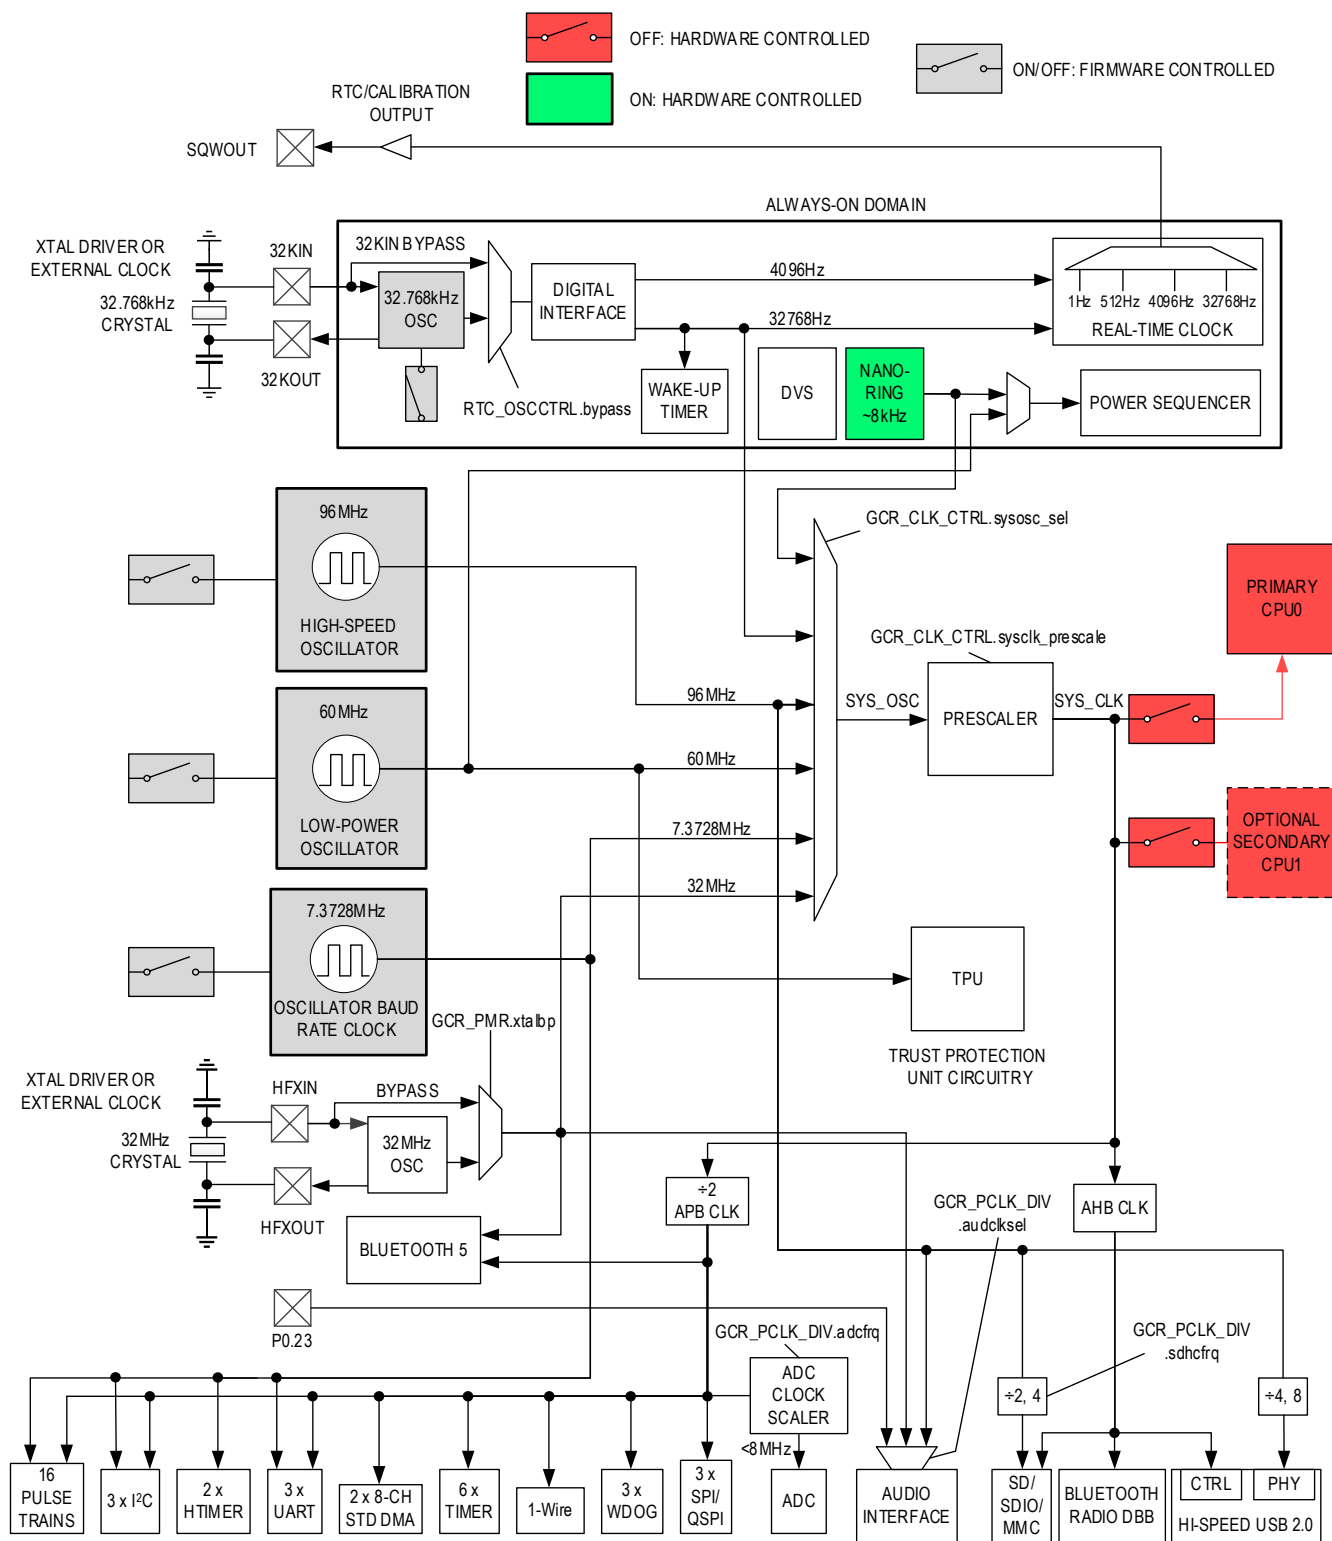 OFF: HARDWARE CONTROLLED
ON/OFF: FIRMWARE CONTROLLED
ON: HARDWARE CONTROLLED
RTC/CALIBRATION
OUTPUT
SQWOUT
ALWAYS-ON DOMAIN
XTAL DRIVER OR
EXTERNAL CLOCK
32KIN
32KIN BYPASS
32.768kHz
CRYSTAL
32KOUT
32.768kHz
OSC
RTC_OSCCTRL.bypass
DIGITAL
INTERFACE
4096Hz
32768Hz
1Hz
512Hz
4096Hz
32768Hz
REAL-TIME CLOCK
WAKE-UP
TIMER
DVS
NANO-
RING
~8kHz
POWER SEQUENCER
96MHz
HIGH-SPEED
OSCILLATOR
GCR_CLK_CTRL.sysosc_sel
PRIMARY
CPU0
GCR_CLK_CTRL.sysclk_prescale
96MHz
SYS_OSC
PRESCALER
SYS_CLK
60MHz
LOW-POWER
OSCILLATOR
60MHz
7.3728MHz
32MHz
OPTIONAL
SECONDARY
CPU1
7.3728MHz
OSCILLATOR BAUD
RATE CLOCK
GCR_PMR.xtalbp
TPU
TRUST PROTECTION
UNIT CIRCUITRY
XTAL DRIVER OR
EXTERNAL CLOCK
HFXIN
BYPASS
32MHz
CRYSTAL
32MHz
OSC
HFXOUT
BLUETOOTH 5
÷2
APB CLK
GCR_PCLK_DIV
.audclksel
AHB CLK
P0.23
GCR_PCLK_DIV.adcfrq
GCR_PCLK_DIV
.sdhcfrq
ADC
CLOCK
SCALER
<8MHz
÷2, 4
÷4, 8
16
PULSE
TRAINS
3 x I²C
2 x
HTIMER
3 x
UART
2 x 8-CH
STD DMA
6 x
TIMER
1-Wire
3 x
WDOG
3 x
SPI/
QSPI
ADC
AUDIO
INTERFACE
SD/
SDIO/
MMC
BLUETOOTH
RADIO DBB
CTRL
PHY
HI-SPEED USB 2.0